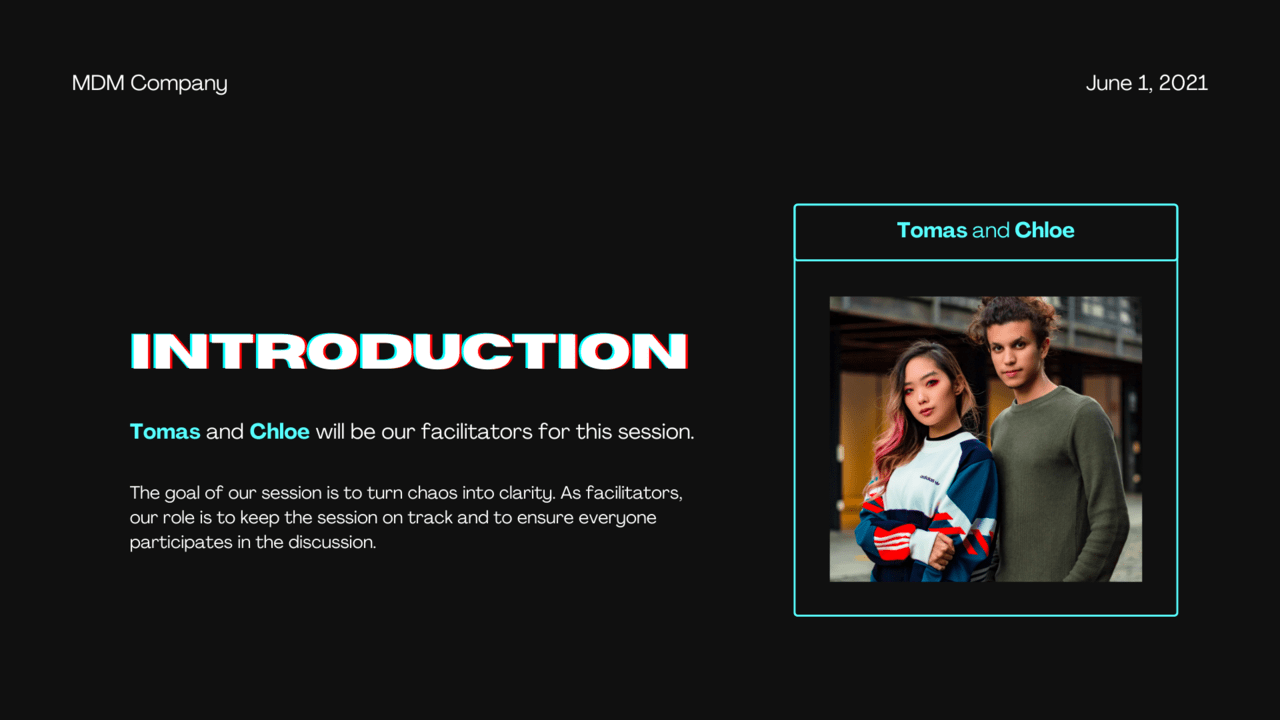 MDM Company
June 1, 2021
Tomas and Chloe
INTRODUCTION
Tomas and Chloe will be our facilitators for this session.
The goal of our session is to turn chaos into clarity. As facilitators,
our role is to keep the session on track and to ensure everyone
participates in the discussion.